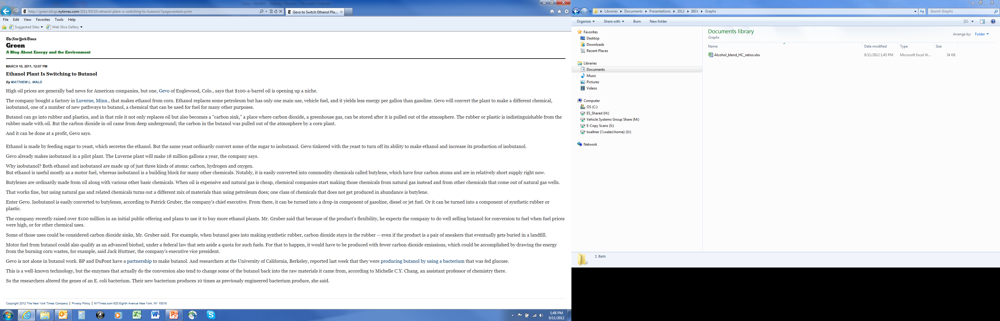 http://green.blogs.nytimes.com/2011/03/10/ethanol-plant-is-switching-to-butanol/?pagewanted=print
Gevo to Switch Ethanol Pla...
File Edit View Favorites Tools Help
Suggested Sites
Web Slice Gallery
The New York Times
Green
A Blog About Energy and the Environment
MARCH 10, 2011, 12:07 PM
Ethanol Plant Is Switching to Butanol
By MATTHEW L. WALD
High oil prices are generally bad news for American companies, but one, Gevo of Englewood, Colo., says that $100-a-barrel oil is opening up a niche.
The company bought a factory in Luverne, Minn., that makes ethanol from corn. Ethanol replaces some petroleum but has only one main use, vehicle fuel, and it yields less energy per gallon than gasoline. Gevo will convert the plant to make a different chemical,
isobutanol, one of a number of new pathways to butanol, a chemical that can be used for fuel for many other purposes.
Butanol can go into rubber and plastics, and in that role it not only replaces oil but also becomes a "carbon sink," a place where carbon dioxide, a greenhouse gas, can be stored after it is pulled out of the atmosphere. The rubber or plastic is indistinguishable from the
rubber made with oil. But the carbon dioxide in oil came from deep underground; the carbon in the butanol was pulled out of the atmosphere by a corn plant.
And it can be done at a profit, Gevo says.
Ethanol is made by feeding sugar to yeast, which secretes the ethanol. But the same yeast ordinarily convert some of the sugar to isobutanol. Gevo tinkered with the yeast to turn off its ability to make ethanol and increase its production of isobutanol.
Gevo already makes isobutanol in a pilot plant. The Luverne plant will make 18 million gallons a year, the company says.
Why isobutanol? Both ethanol and isobutanol are made up of just three kinds of atoms: carbon, hydrogen and oxygen.
But ethanol is useful mostly as a motor fuel, whereas isobutanol is a building block for many other chemicals. Notably, it is easily converted into commodity chemicals called butylene, which have four carbon atoms and are in relatively short supply right now.
Butylenes are ordinarily made from oil along with various other basic chemicals. When oil is expensive and natural gas is cheap, chemical companies start making those chemicals from natural gas instead and from other chemicals that come out of natural gas wells.
That works fine, but using natural gas and related chemicals turns out a different mix of materials than using petroleum does; one class of chemicals that does not get produced in abundance is butylene.
Enter Gevo. Isobutanol is easily converted to butylenes, according to Patrick Gruber, the company's chief executive. From there, it can be turned into a drop-in component of gasoline, diesel or jet fuel. Or it can be turned into a component of synthetic rubber or
plastic.
The company recently raised over $100 million in an initial public offering and plans to use it to buy more ethanol plants. Mr. Gruber said that because of the product's flexibility, he expects the company to do well selling butanol for conversion to fuel when fuel prices
were high, or for other chemical uses.
Some of those uses could be considered carbon dioxide sinks, Mr. Gruber said. For example, when butanol goes into making synthetic rubber, carbon dioxide stays in the rubber -- even if the product is a pair of sneakers that eventually gets buried in a landfill.
Motor fuel from butanol could also qualify as an advanced biofuel, under a federal law that sets aside a quota for such fuels. For that to happen, it would have to be produced with fewer carbon dioxide emissions, which could be accomplished by drawing the energy
from the burning corn wastes, for example, said Jack Huttner, the company's executive vice president.
Gevo is not alone in butanol work. BP and DuPont have a partnership to make butanol. And researchers at the University of California, Berkeley, reported last week that they were producing butanol by using a bacterium that was fed glucose.
This is a well-known technology, but the enzymes that actually do the conversion also tend to change some of the butanol back into the raw materials it came from, according to Michelle C.Y. Chang, an assistant professor of chemistry there.
So the researchers altered the genes of an E. coli bacterium. Their new bacterium produces 10 times as previously engineered bacterium produce, she said.
Copyright 2012 The New York Times Company | Privacy Policy | NYTimes.com 620 Eighth Avenue New York, NY 10018
1:48 PM
9/11/2012
Libraries Documents Presentations 2012 IBEX Graphs
Search Graphs
Organize Share with Burn New folder
Favorites
Desktop
Downloads
Recent Places
Libraries
Documents
Music
Pictures
Videos
Computer
OS (C:)
ES_Shared (H:)
Vehicle Systems Group Share (M:)
E-Copy Scans (S:)
twallner (\\wales\home) (U:)
Network
Documents library
Graphs
Arrange by: Folder
Name Date modified Type Size
Alcohol_blend_HC_ratios.xlsx 9/11/2012 1:45 PM Microsoft Excel W... 34 KB
1 item